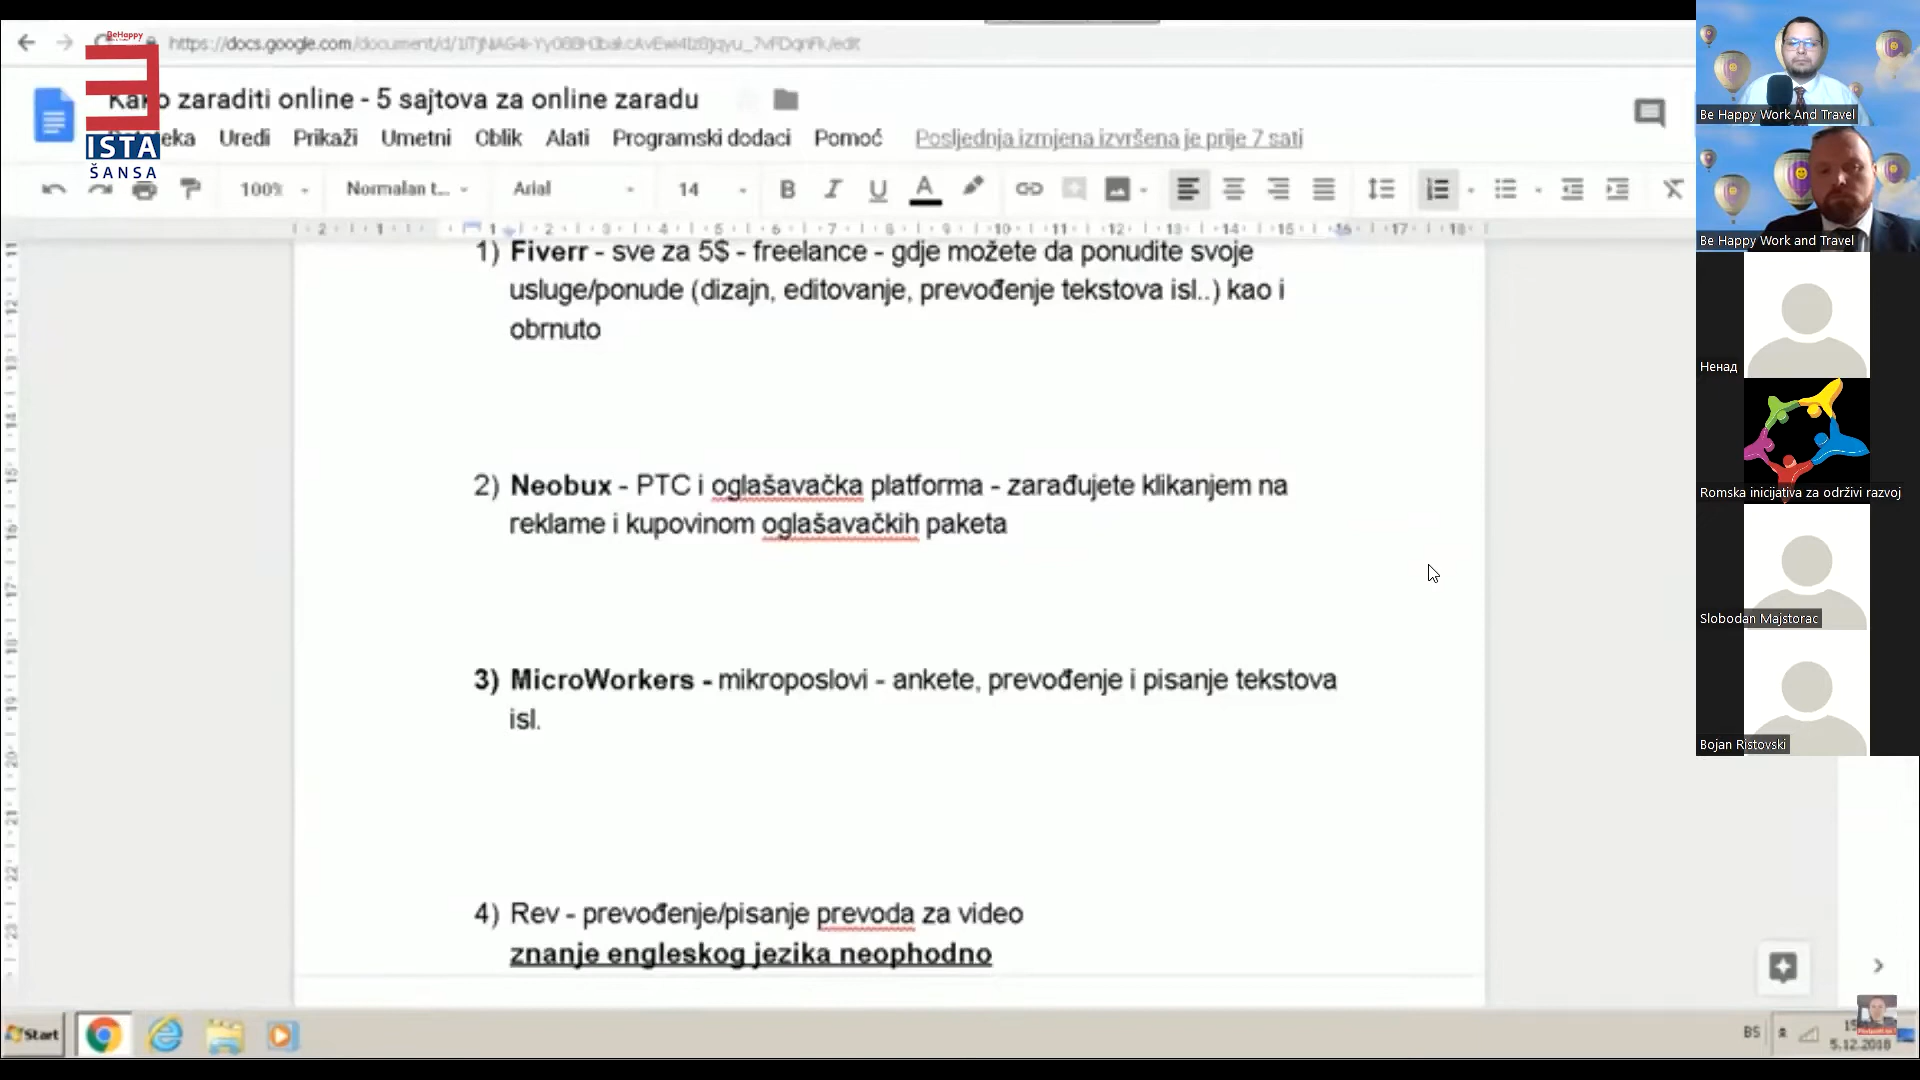 BeHappy
ISTA
ŠANSA
Kako zaraditi online - 5 sajtova za online zaradu
Uredi Prikaži Umetni Oblik Alati Programski dodaci Pomoć Posljednja izmjena izvršena je prije 7 sati
100% Normalan t... Arial 14
1) Fiverr - sve za 5$ - freelance - gdje možete da ponudite svoje
usluge/ponude (dizajn, editovanje, prevođenje tekstova isl..) kao i
obrnuto
2) Neobux - PTC i oglašavačka platforma - zarađujete klikanjem na
reklame i kupovinom oglašavačkih paketa
3) MicroWorkers - mikroposlovi - ankete, prevođenje i pisanje tekstova
isl.
4) Rev - prevođenje/pisanje prevoda za video
znanje engleskog jezika neophodno
Start
BS
5.12.2018
Be Happy Work And Travel
Be Happy Work and Travel
Ненад
Romska inicijativa za održivi razvoj
Slobodan Majstorac
Bojan Ristovski